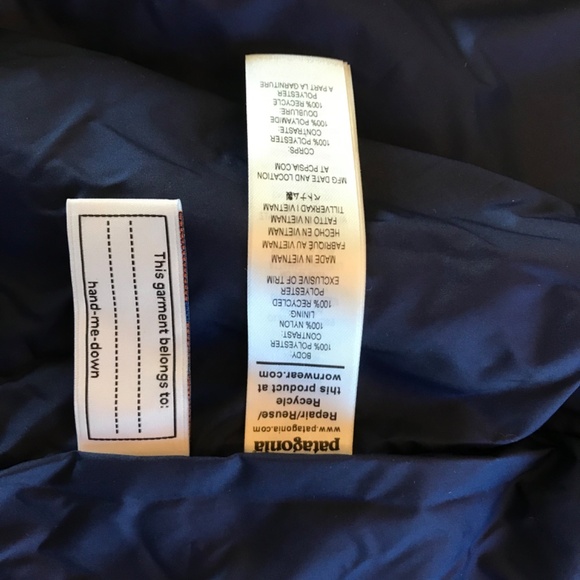 patagonia
www.patagonia.com
Repair/Reuse/
Recycle
this product at
wornwear.com
BODY:
100% POLYESTER
CONTRAST:
100% NYLON
LINING:
100% RECYCLED
POLYESTER
EXCLUSIVE OF TRIM
MADE IN VIETNAM
FABRIQUÉ AU VIETNAM
HECHO EN VIETNAM
FATTO IN VIETNAM
TILLVERKAD I VIETNAM
ベトナム製
MFG DATE AND LOCATION
AT PCPSIA.COM
CORPS:
100% POLYESTER
CONTRASTE:
100% POLYAMIDE
DOUBLURE:
100% RECYCLÉ
POLYESTER
À PART LA GARNITURE
This garment belongs to:
hand-me-down